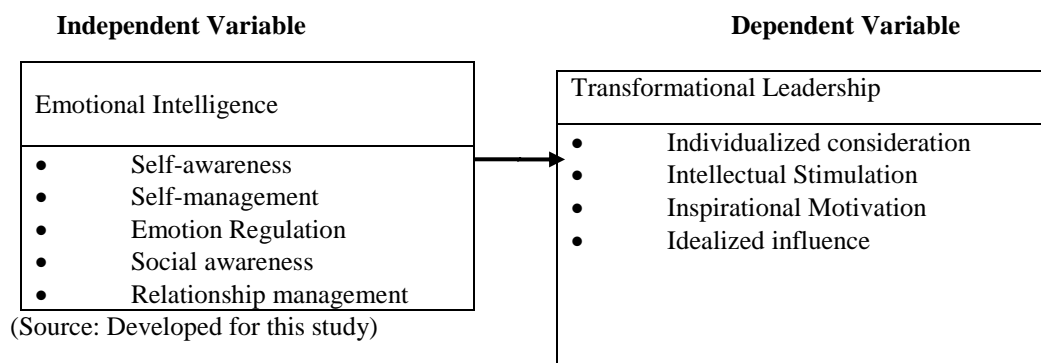 Independent Variable
Dependent Variable
Emotional Intelligence
• Self-awareness
• Self-management
• Emotion Regulation
• Social awareness
• Relationship management
(Source: Developed for this study)
Transformational Leadership
• Individualized consideration
• Intellectual Stimulation
• Inspirational Motivation
• Idealized influence